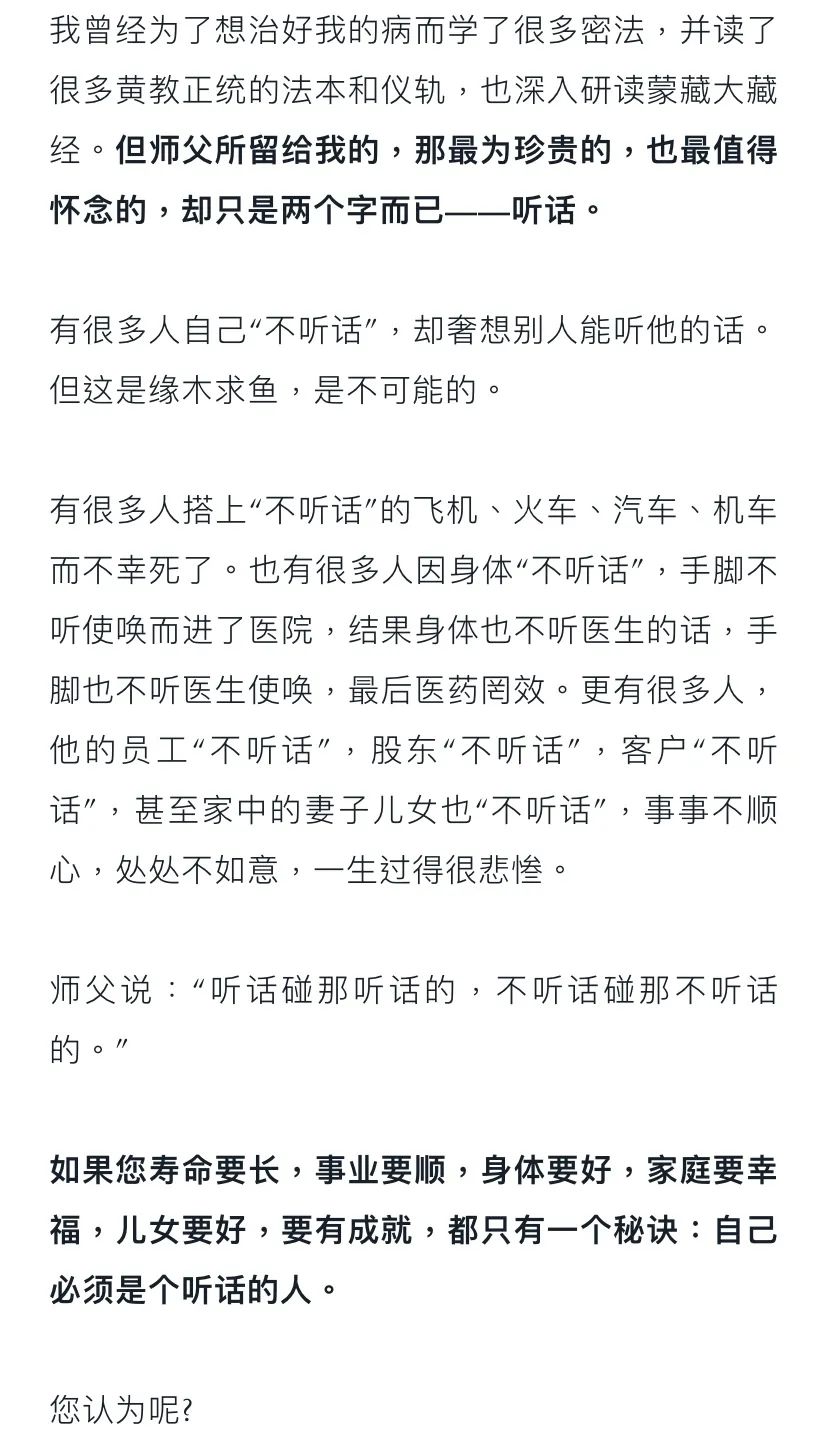 我曾经为了想治好我的病而学了很多密法，并读了
很多黄教正统的法本和仪轨，也深入研读蒙藏大藏
经。但师父所留给我的，那最为珍贵的，也最值得
怀念的，却只是两个字而已——听话。
有很多人自己“不听话”，却奢想别人能听他的话。
但这是缘木求鱼，是不可能的。
有很多人搭上“不听话”的飞机、火车、汽车、机车
而不幸死了。也有很多人因身体“不听话”，手脚不
听使唤而进了医院，结果身体也不听医生的话，手
脚也不听医生使唤，最后医药罔效。更有很多人，
他的员工“不听话”，股东“不听话”，客户“不听
话”，甚至家中的妻子儿女也“不听话”，事事不顺
心，处处不如意，一生过得很悲惨。
师父说：“听话碰那听话的，不听话碰那不听话
的。”
如果您寿命要长，事业要顺，身体要好，家庭要幸
福，儿女要好，要有成就，都只有一个秘诀：自己
必须是个听话的人。
您认为呢?